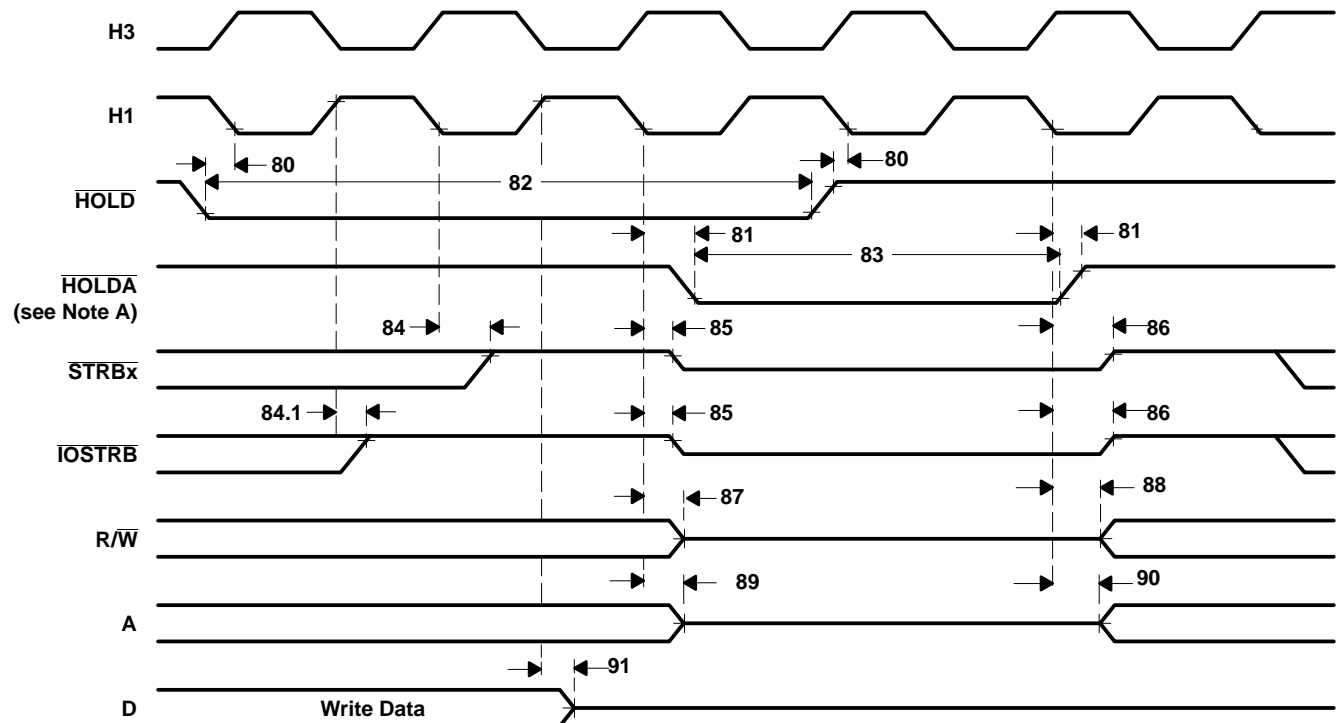 H3
H1
80
80
82
HOLD
81
81
83
HOLDA
(see Note A)
84
85
86
STRBx
84.1
85
86
IOSTRB
87
88
R/W
89
90
A
91
D
Write Data